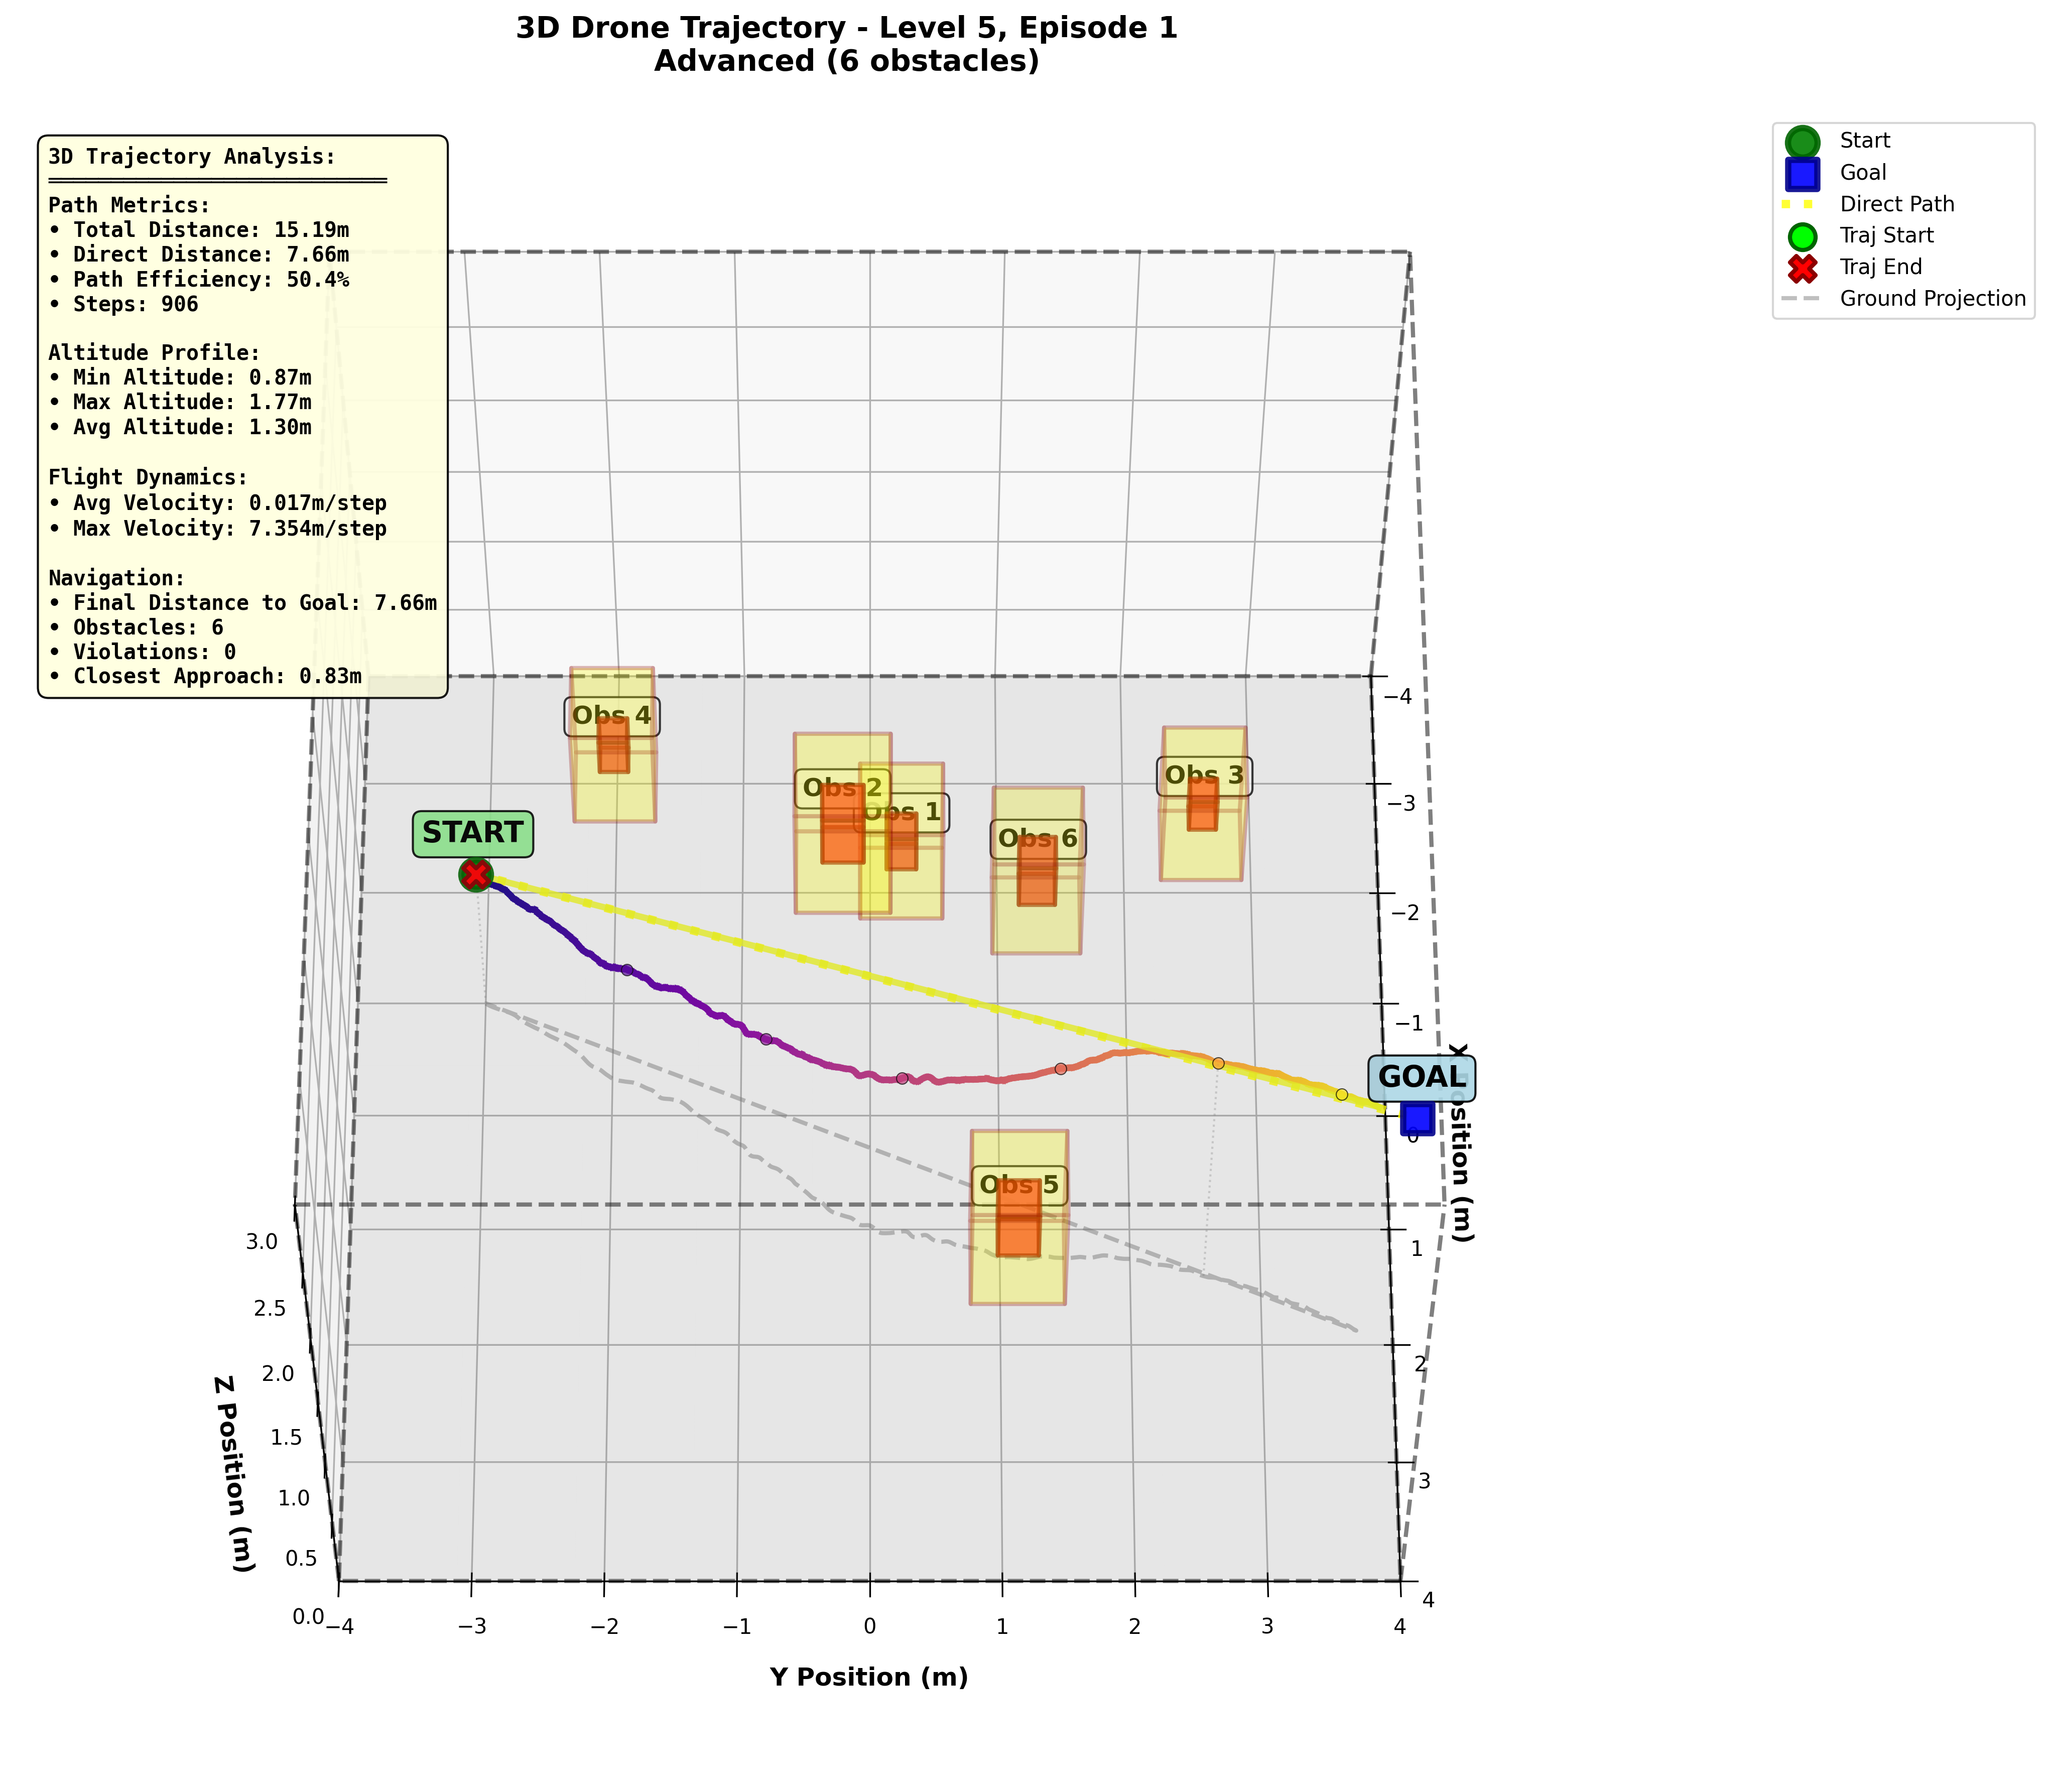 3D Drone Trajectory - Level 5, Episode 1
Advanced (6 obstacles)
3D Trajectory Analysis:
Path Metrics:
• Total Distance: 15.19m
• Direct Distance: 7.66m
• Path Efficiency: 50.4%
• Steps: 906
Altitude Profile:
• Min Altitude: 0.87m
• Max Altitude: 1.77m
• Avg Altitude: 1.30m
Flight Dynamics:
• Avg Velocity: 0.017m/step
• Max Velocity: 7.354m/step
Navigation:
• Final Distance to Goal: 7.66m
• Obstacles: 6
• Violations: 0
• Closest Approach: 0.83m
Start
Goal
Direct Path
Traj Start
Traj End
Ground Projection
Obs 4
Obs 2
Obs 1
Obs 3
Obs 6
START
GOAL
Obs 5
−4
−3
−2
−1
0
1
2
3
4
X Position (m)
3.0
2.5
2.0
1.5
1.0
0.5
0.0
Z Position (m)
−4
−3
−2
−1
0
1
2
3
4
Y Position (m)